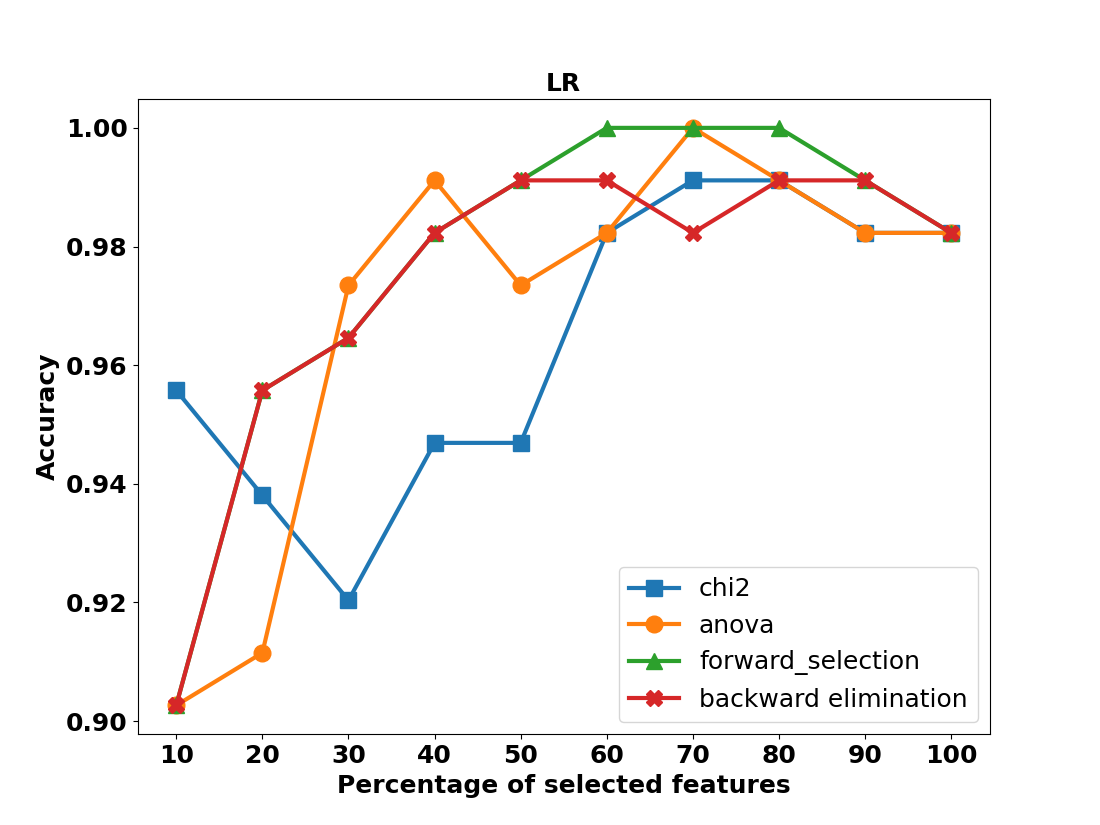 LR
1.00
0.98
0.96
0.94
0.92
0.90
Accuracy
chi2
anova
forward_selection
backward elimination
10 20 30 40 50 60 70 80 90 100
Percentage of selected features